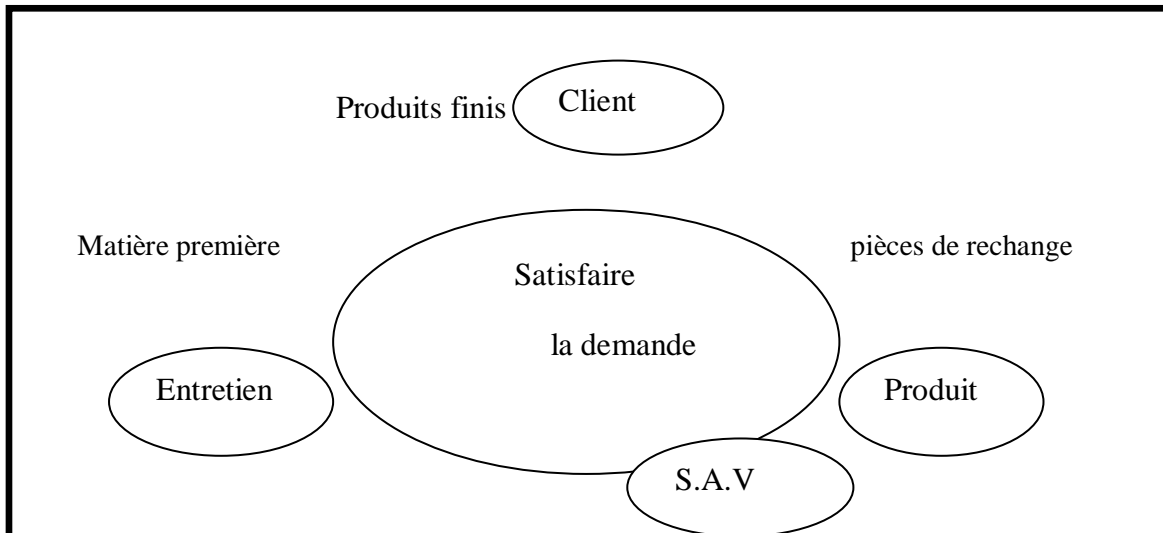 Client
Produits finis
Matière première
pièces de rechange
Satisfaire
la demande
Entretien
Produit
S.A.V